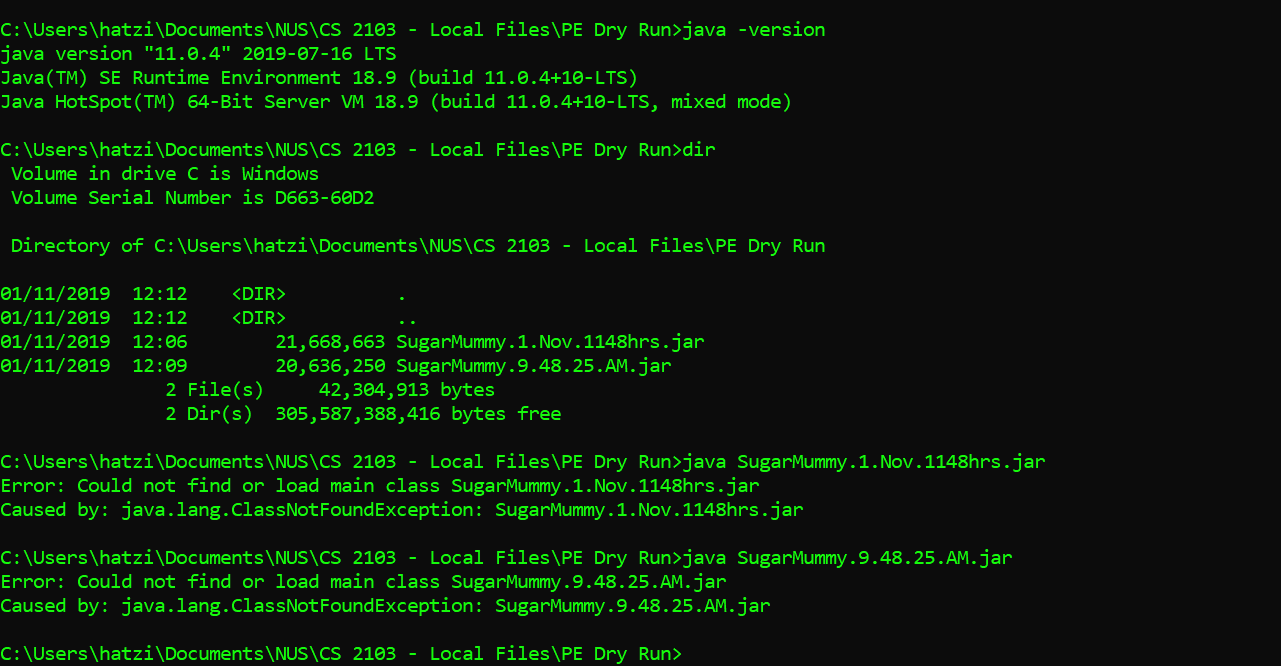 C:\Users\hatzi\Documents\NUS\CS 2103 - Local Files\PE Dry Run>java -version
java version "11.0.4" 2019-07-16 LTS
Java(TM) SE Runtime Environment 18.9 (build 11.0.4+10-LTS)
Java HotSpot(TM) 64-Bit Server VM 18.9 (build 11.0.4+10-LTS, mixed mode)
C:\Users\hatzi\Documents\NUS\CS 2103 - Local Files\PE Dry Run>dir
 Volume in drive C is Windows
 Volume Serial Number is D663-60D2
 Directory of C:\Users\hatzi\Documents\NUS\CS 2103 - Local Files\PE Dry Run
01/11/2019  12:12    <DIR>          .
01/11/2019  12:12    <DIR>          ..
01/11/2019  12:06        21,668,663 SugarMummy.1.Nov.1148hrs.jar
01/11/2019  12:09        20,636,250 SugarMummy.9.48.25.AM.jar
               2 File(s)     42,304,913 bytes
               2 Dir(s)  305,587,388,416 bytes free
C:\Users\hatzi\Documents\NUS\CS 2103 - Local Files\PE Dry Run>java SugarMummy.1.Nov.1148hrs.jar
Error: Could not find or load main class SugarMummy.1.Nov.1148hrs.jar
Caused by: java.lang.ClassNotFoundException: SugarMummy.1.Nov.1148hrs.jar
C:\Users\hatzi\Documents\NUS\CS 2103 - Local Files\PE Dry Run>java SugarMummy.9.48.25.AM.jar
Error: Could not find or load main class SugarMummy.9.48.25.AM.jar
Caused by: java.lang.ClassNotFoundException: SugarMummy.9.48.25.AM.jar
C:\Users\hatzi\Documents\NUS\CS 2103 - Local Files\PE Dry Run>